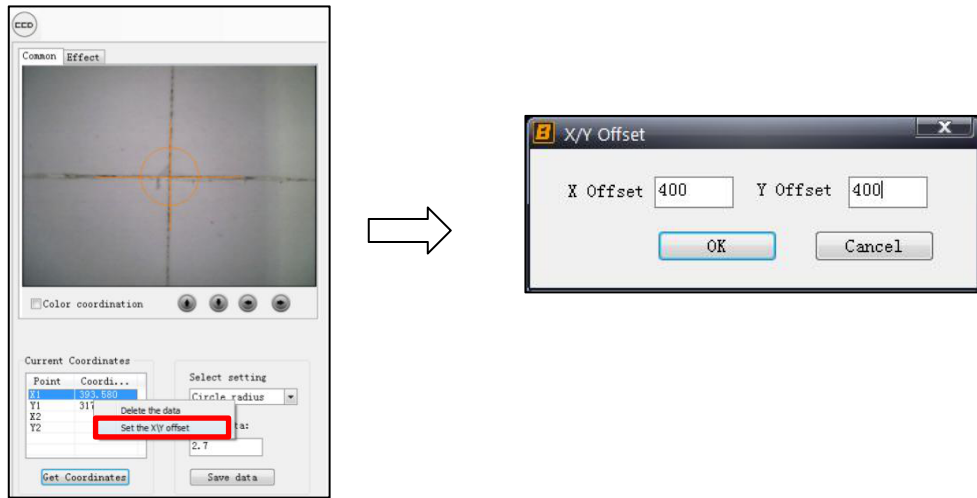 CCD
Common Effect
Color coordination
Current Coordinates
Point Coordi...
X1 393.580
Y1 317
X2
Y2
Delete the data
Set the X\Y offset
Get Coordinates
Select setting
Circle radius
ta:
2.7
Save data
X/Y Offset
X Offset 400 Y Offset 400
OK Cancel